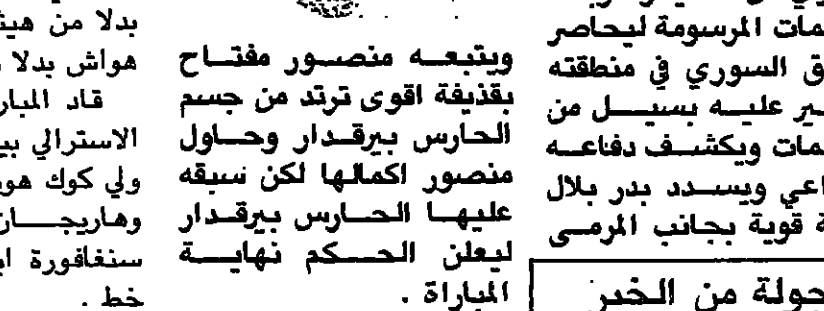 مات المرسومة ليحاصر
ق السوري في منطقته
ير عليه بسيل من
مات ويكشف دفاعه
اعي ويسدد بدر بلال
ة قوية بجانب المرمى
جولة من الخبر
ويتبعه منصور مفتاح
بقذيفة اقوى ترتد من جسم
الحارس بيرقدار وحاول
منصور اكمالها لكن سبقه
عليها الحارس بيرقدار
ليعلن الحكم نهاية
المباراة .
بدلا من هيث
هواش بدلا
قاد المبار
الاسترالي بي
ولي كوك هو
وهاريجان
سنغافورة ا
خط .